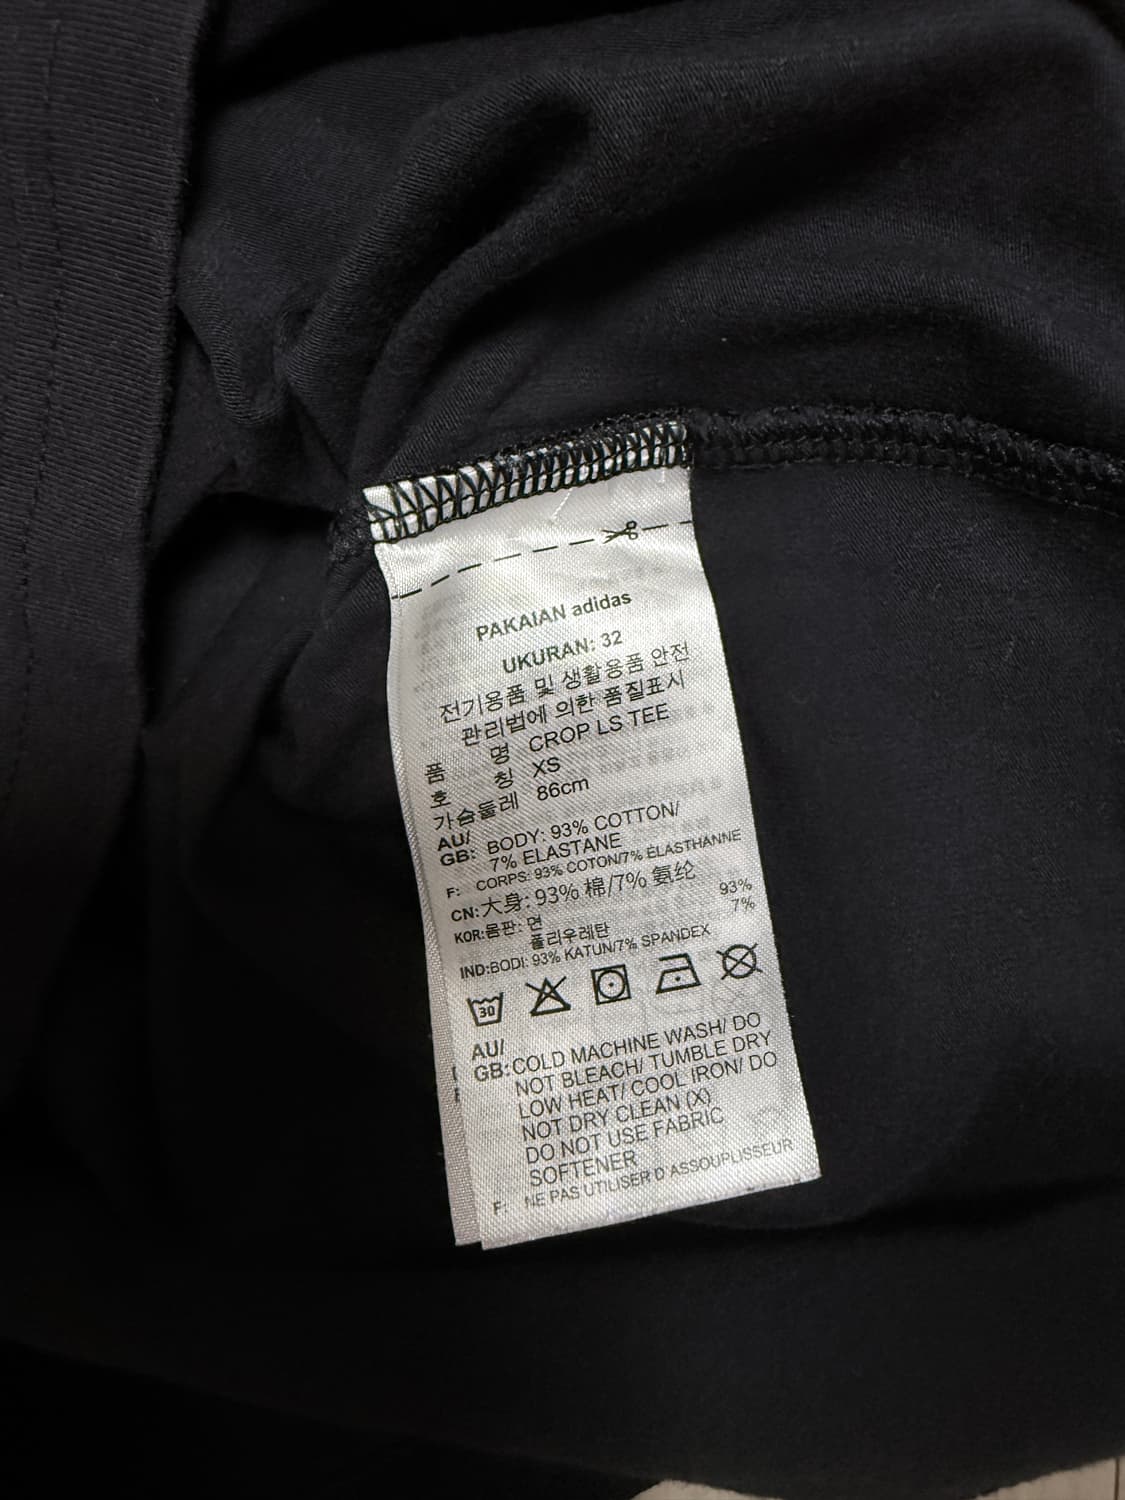 PAKAIAN adidas
UKURAN: 32
전기용품 및 생활용품 안전
관리법에 의한 품질표시
품 명 CROP LS TEE
호 칭 XS
가슴둘레 86cm
AU/
GB: BODY: 93% COTTON/
7% ELASTANE
F: CORPS: 93% COTON/7% ÉLASTHANNE
CN: 大身: 93% 棉/7% 氨纶
KOR:몸판: 면 93%
폴리우레탄 7%
IND:BODI: 93% KATUN/7% SPANDEX
30
AU/
GB: COLD MACHINE WASH/ DO
NOT BLEACH/ TUMBLE DRY
LOW HEAT/ COOL IRON/ DO
NOT DRY CLEAN (X)
DO NOT USE FABRIC
SOFTENER
F: NE PAS UTILISER D ASSOUPLISSEUR